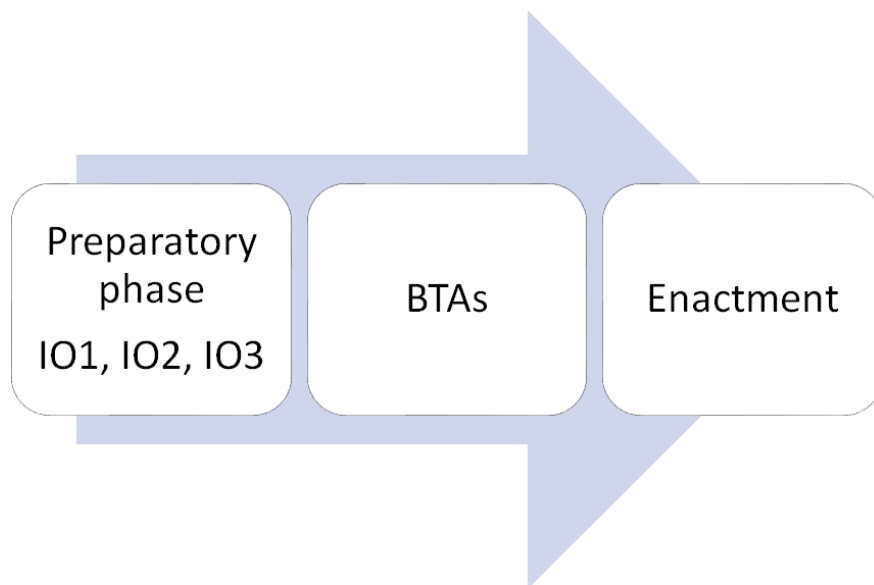 Preparatory
phase
IO1, IO2, IO3
BTAs
Enactment